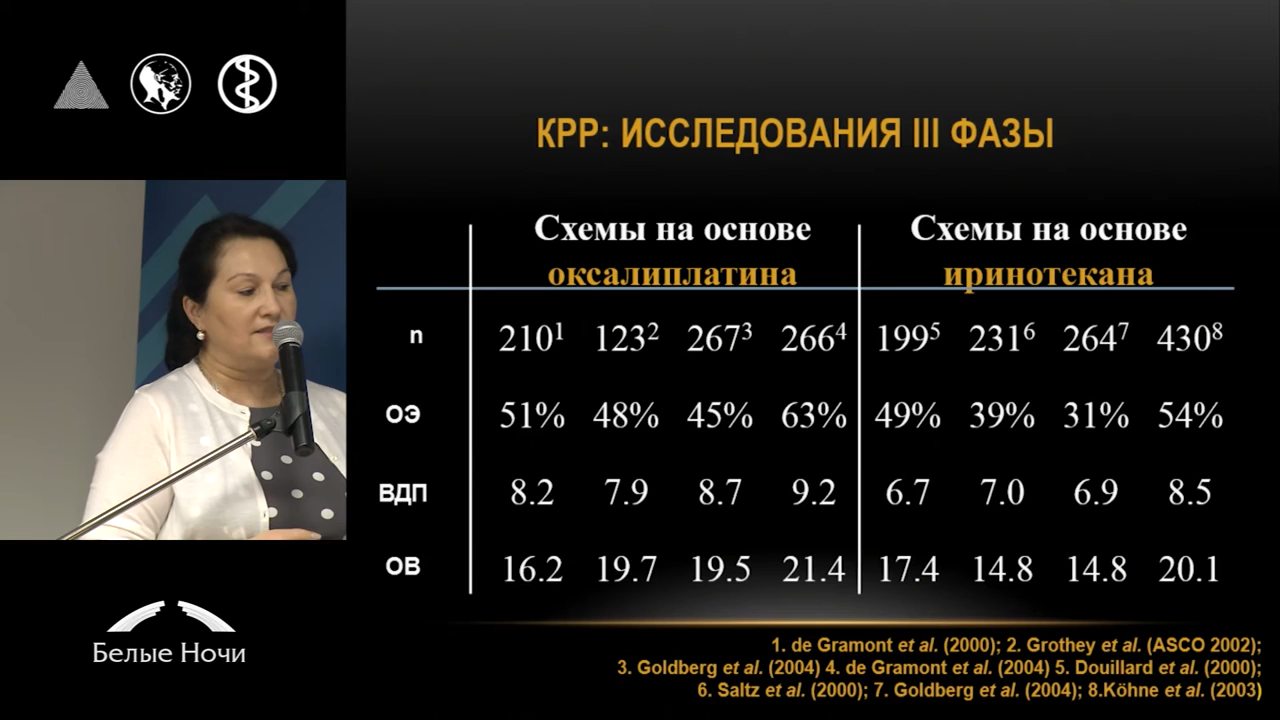 КРР: ИССЛЕДОВАНИЯ III ФАЗЫ
Схемы на основе оксалиплатина
Схемы на основе иринотекана
n 210¹ 123² 267³ 266⁴ 199⁵ 231⁶ 264⁷ 430⁸
ОЭ 51% 48% 45% 63% 49% 39% 31% 54%
ВДП 8.2 7.9 8.7 9.2 6.7 7.0 6.9 8.5
ОВ 16.2 19.7 19.5 21.4 17.4 14.8 14.8 20.1
1. de Gramont et al. (2000); 2. Grothey et al. (ASCO 2002);
3. Goldberg et al. (2004) 4. de Gramont et al. (2004) 5. Douillard et al. (2000);
6. Saltz et al. (2000); 7. Goldberg et al. (2004); 8.Köhne et al. (2003)
Белые Ночи